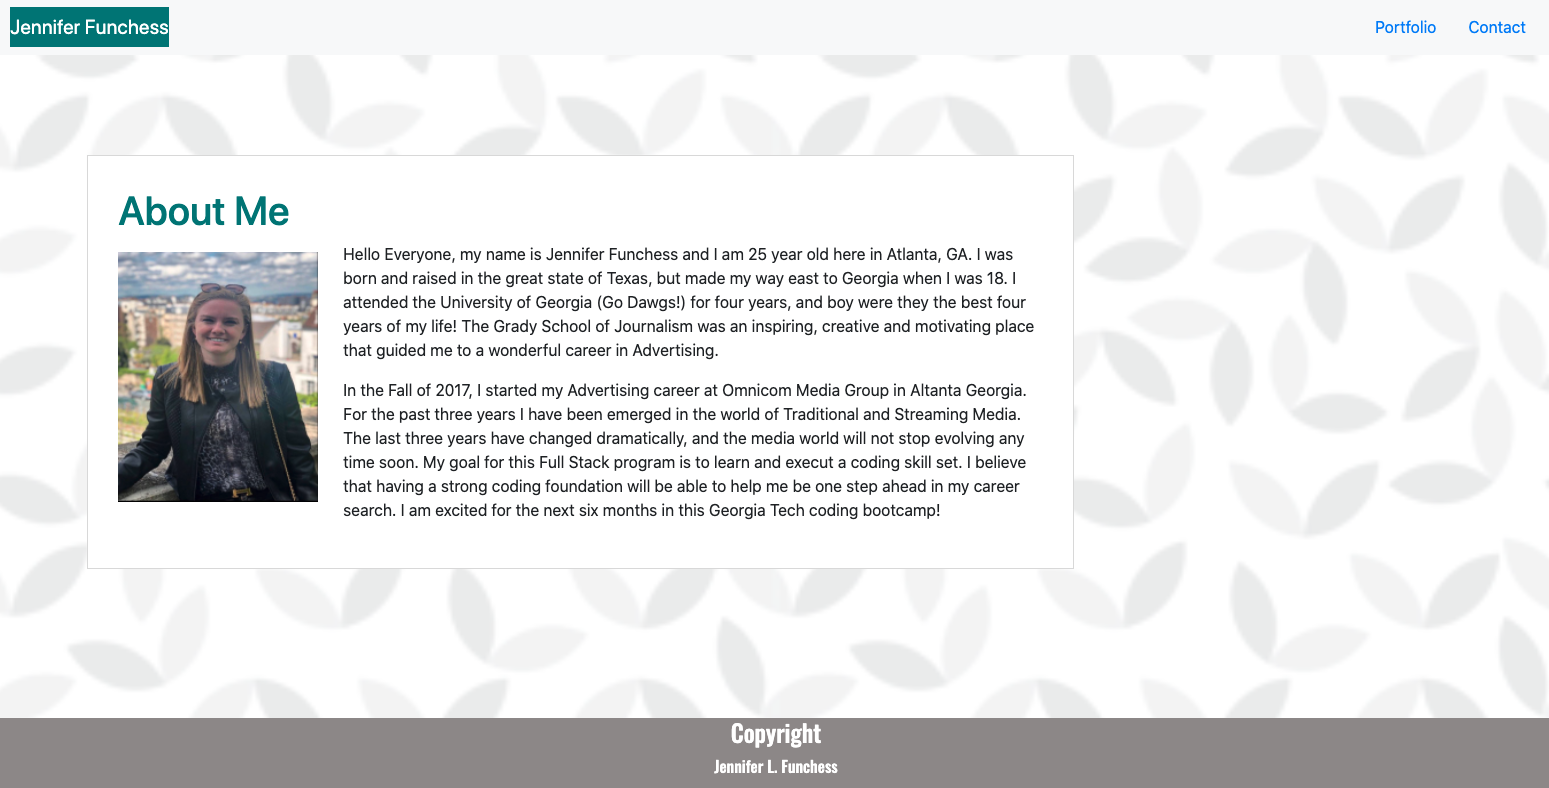 Jennifer Funchess
Portfolio
Contact
About Me
Hello Everyone, my name is Jennifer Funchess and I am 25 year old here in Atlanta, GA. I was
born and raised in the great state of Texas, but made my way east to Georgia when I was 18. I
attended the University of Georgia (Go Dawgs!) for four years, and boy were they the best four
years of my life! The Grady School of Journalism was an inspiring, creative and motivating place
that guided me to a wonderful career in Advertising.
In the Fall of 2017, I started my Advertising career at Omnicom Media Group in Altanta Georgia.
For the past three years I have been emerged in the world of Traditional and Streaming Media.
The last three years have changed dramatically, and the media world will not stop evolving any
time soon. My goal for this Full Stack program is to learn and execut a coding skill set. I believe
that having a strong coding foundation will be able to help me be one step ahead in my career
search. I am excited for the next six months in this Georgia Tech coding bootcamp!
Copyright
Jennifer L. Funchess